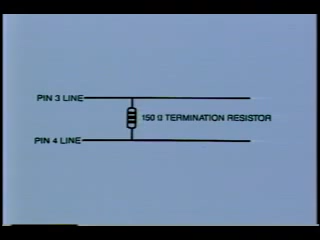 PIN 3 LINE
150 Ω TERMINATION RESISTOR
PIN 4 LINE